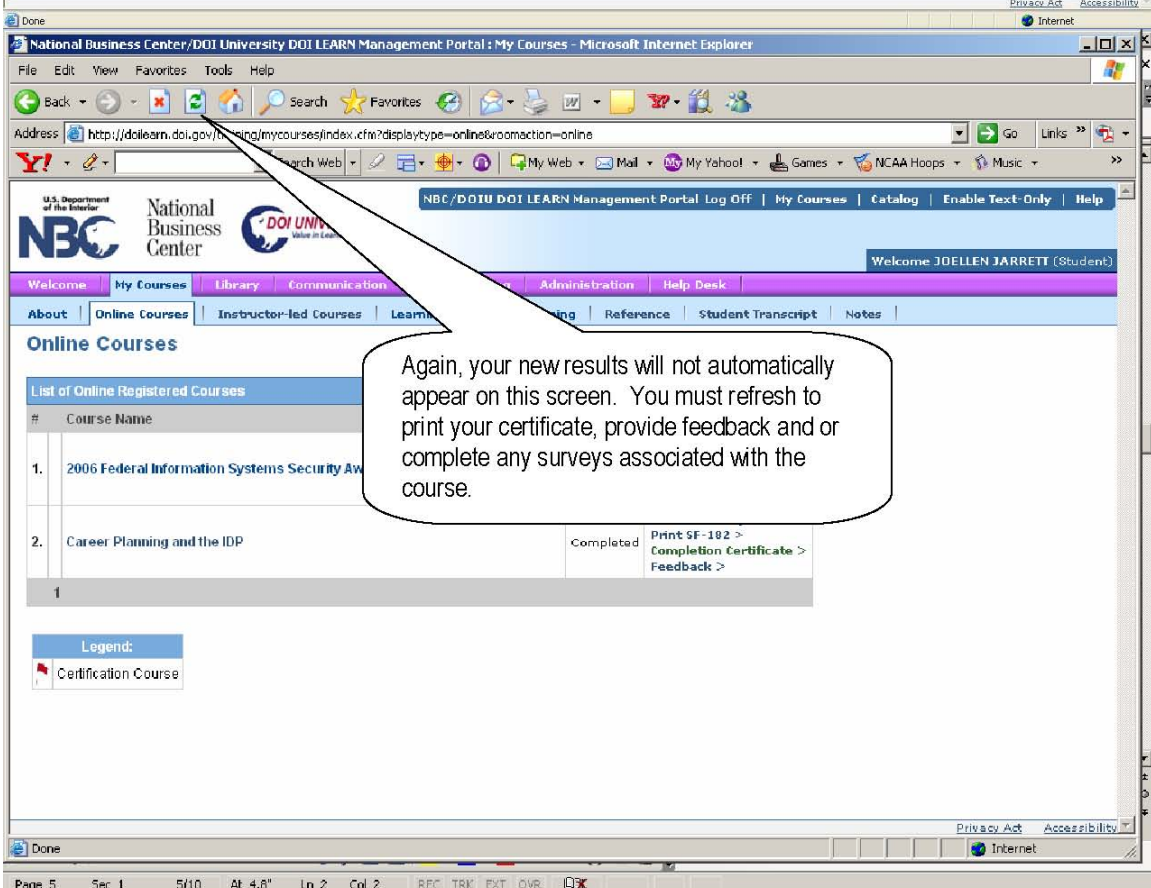 Privacy Act Accessibility
Done Internet
National Business Center/DOI University DOI LEARN Management Portal : My Courses - Microsoft Internet Explorer
File Edit View Favorites Tools Help
Back Search Favorites
Address http://doilearn.doi.gov/training/mycourses/index.cfm?displaytype=online&roomaction=online Go Links »
Y! Search Web My Web Mail My Yahoo! Games NCAA Hoops Music »
NBC/DOIU DOI LEARN Management Portal Log Off | My Courses | Catalog | Enable Text-Only | Help
U.S. Department
of the Interior
NBC
National
Business
Center
DOI
Value in
Welcome JOELLEN JARRETT (Student)
Welcome My Courses Library Communication Administration Help Desk
About | Online Courses | Instructor-led Courses | Reference | Student Transcript | Notes |
Online Courses
Again, your new results will not automatically
appear on this screen. You must refresh to
print your certificate, provide feedback and or
complete any surveys associated with the
course.
List of Online Registered Courses
# Course Name
1. 2006 Federal Information Systems Security Aw
2. Career Planning and the IDP Completed
Print SF-182 >
Completion Certificate >
Feedback >
1
Legend:
Certification Course
Privacy Act Accessibility
Done Internet
Page 5 Sec 1 5/10 At 4.8" Ln 2 Col 2 REC TRK EXT OVR